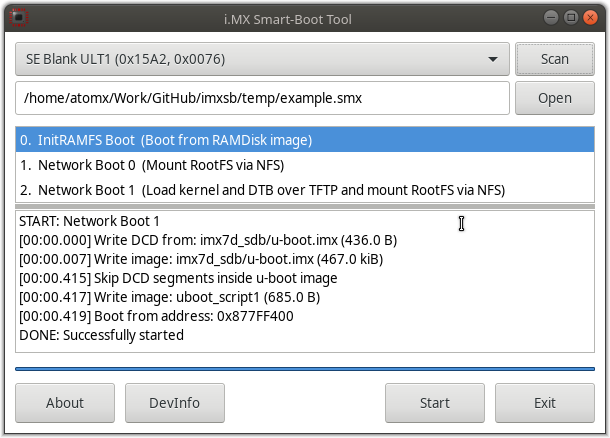 i.MX Smart-Boot Tool
SE Blank ULT1 (0x15A2, 0x0076)
Scan
/home/atomx/Work/GitHub/imxsb/temp/example.smx
Open
0. InitRAMFS Boot (Boot from RAMDisk image)
1. Network Boot 0 (Mount RootFS via NFS)
2. Network Boot 1 (Load kernel and DTB over TFTP and mount RootFS via NFS)
START: Network Boot 1
[00:00.000] Write DCD from: imx7d_sdb/u-boot.imx (436.0 B)
[00:00.007] Write image: imx7d_sdb/u-boot.imx (467.0 kiB)
[00:00.415] Skip DCD segments inside u-boot image
[00:00.417] Write image: uboot_script1 (685.0 B)
[00:00.419] Boot from address: 0x877FF400
DONE: Successfully started
About
DevInfo
Start
Exit